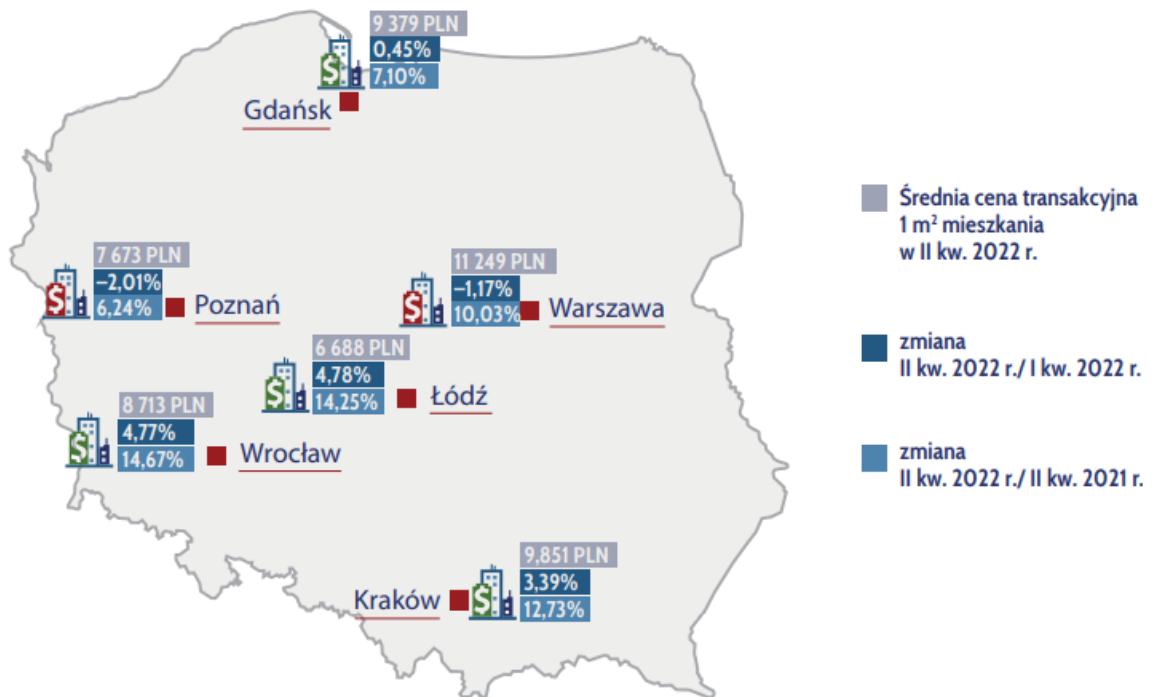 9 379 PLN
0,45%
7,10%
Gdańsk
7 673 PLN
–2,01%
6,24%
Poznań
11 249 PLN
–1,17%
10,03%
Warszawa
6 688 PLN
4,78%
14,25%
Łódź
8 713 PLN
4,77%
14,67%
Wrocław
9,851 PLN
3,39%
12,73%
Kraków
Średnia cena transakcyjna
1 m² mieszkania
w II kw. 2022 r.
zmiana
II kw. 2022 r./ I kw. 2022 r.
zmiana
II kw. 2022 r./ II kw. 2021 r.